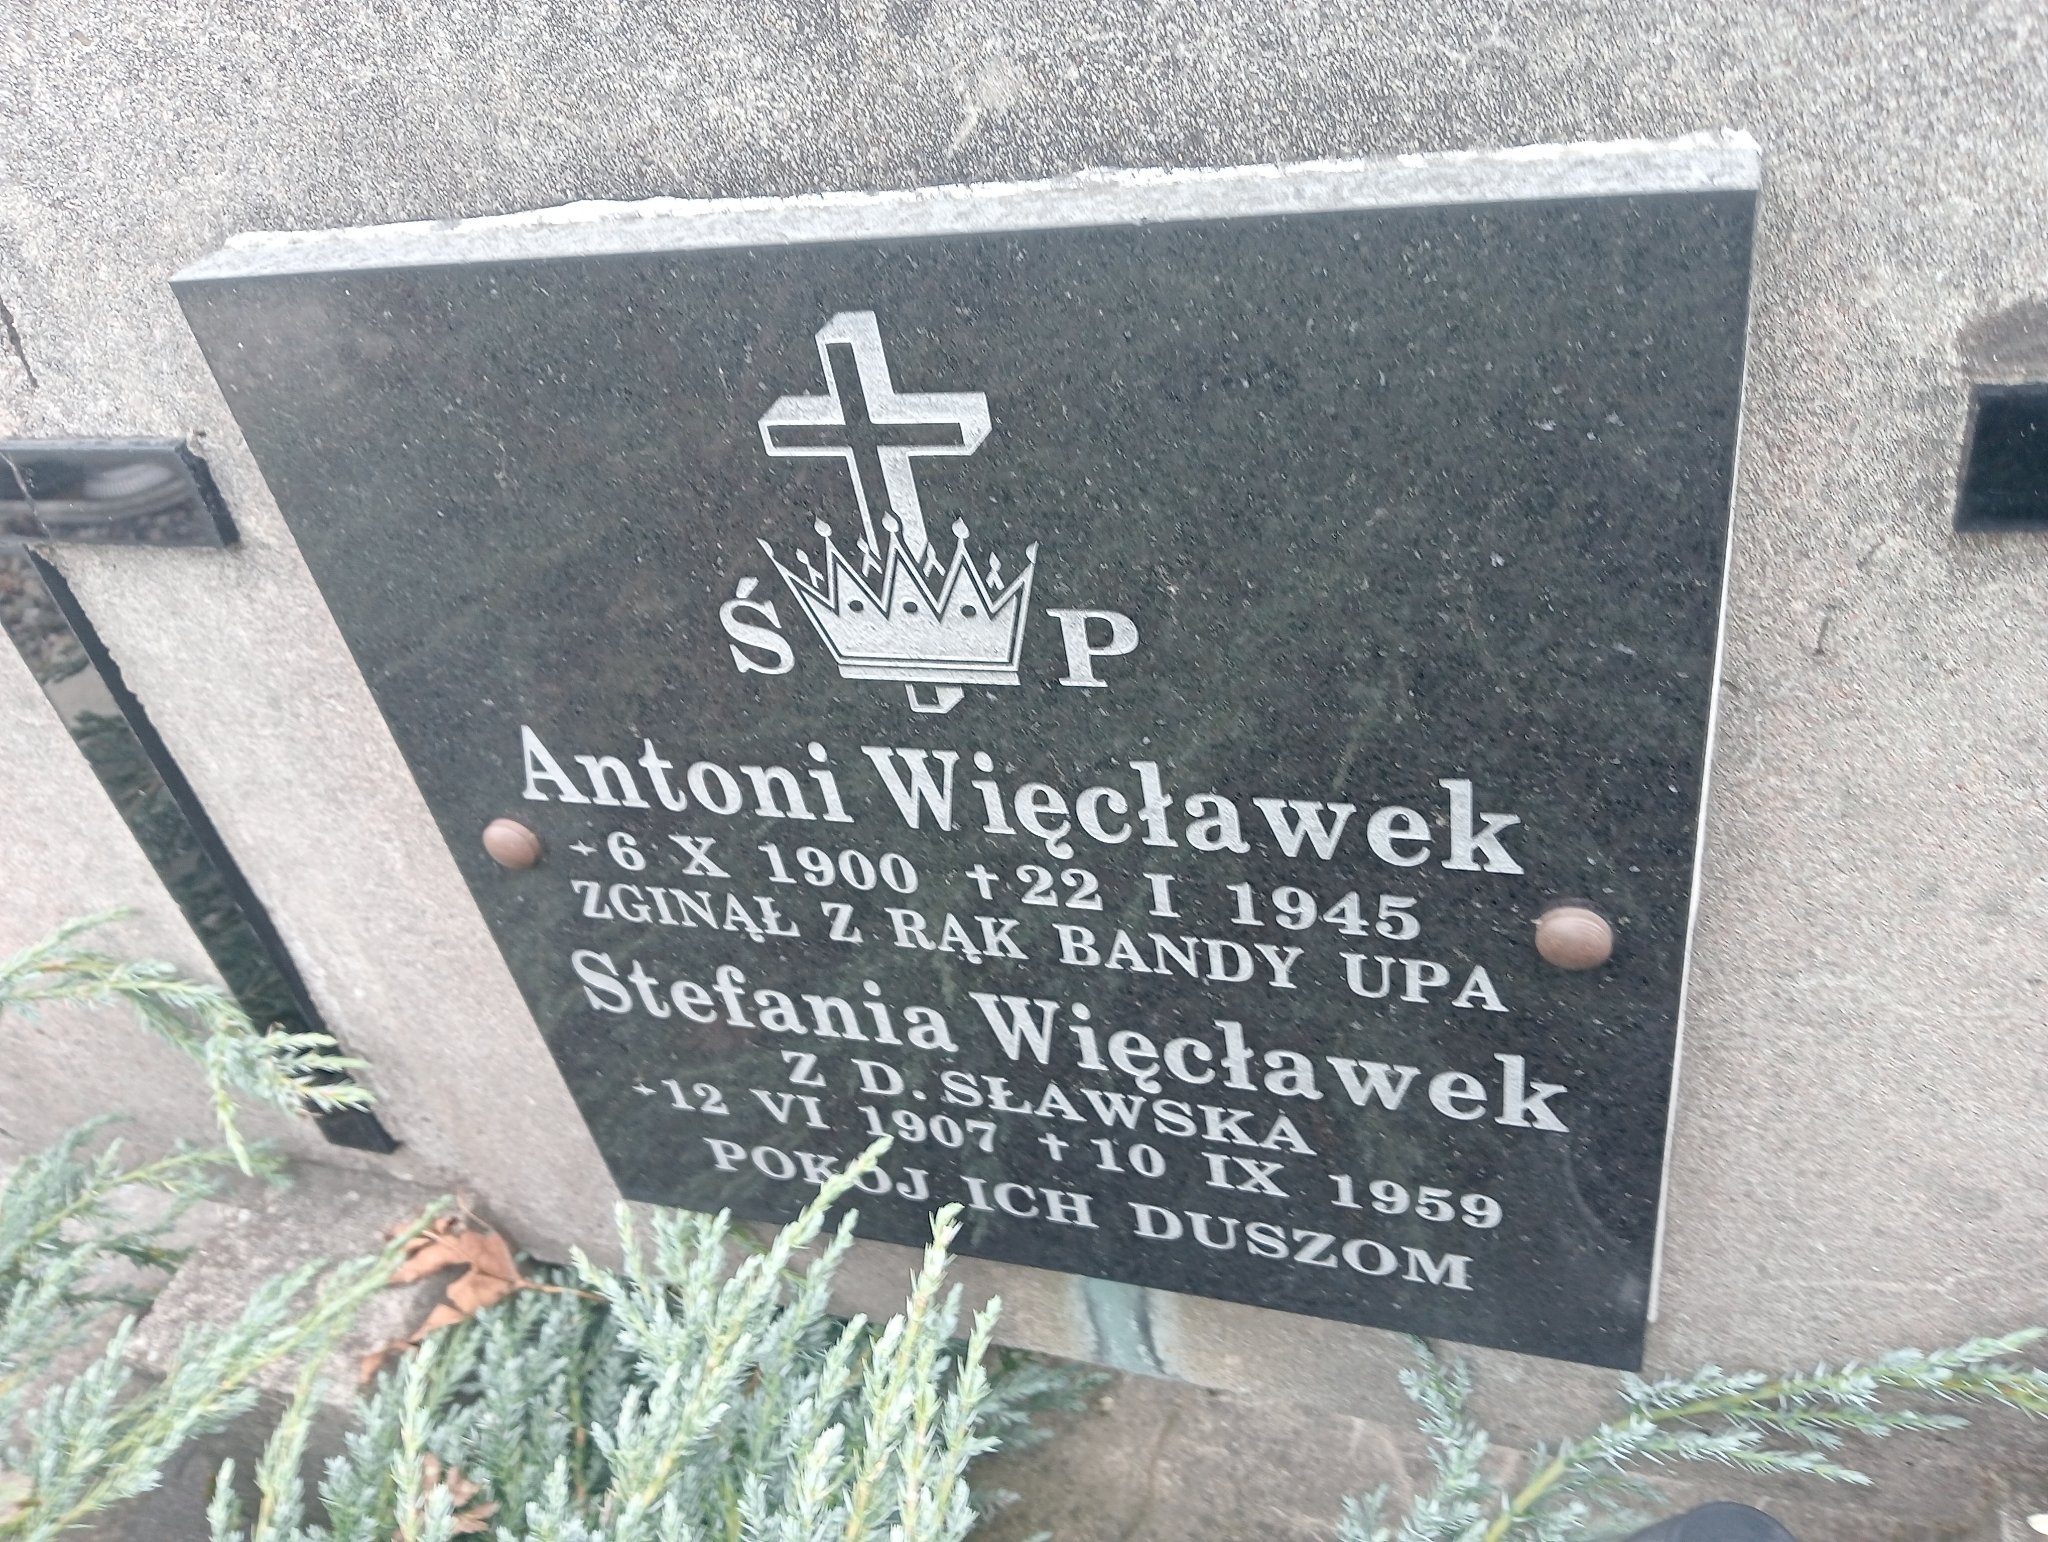 Ś P
Antoni Więcławek
* 6 X 1900 † 22 I 1945
ZGINĄŁ Z RĄK BANDY UPA
Stefania Więcławek
Z D. SŁAWSKA
* 12 VI 1907 † 10 IX 1959
POKÓJ ICH DUSZOM